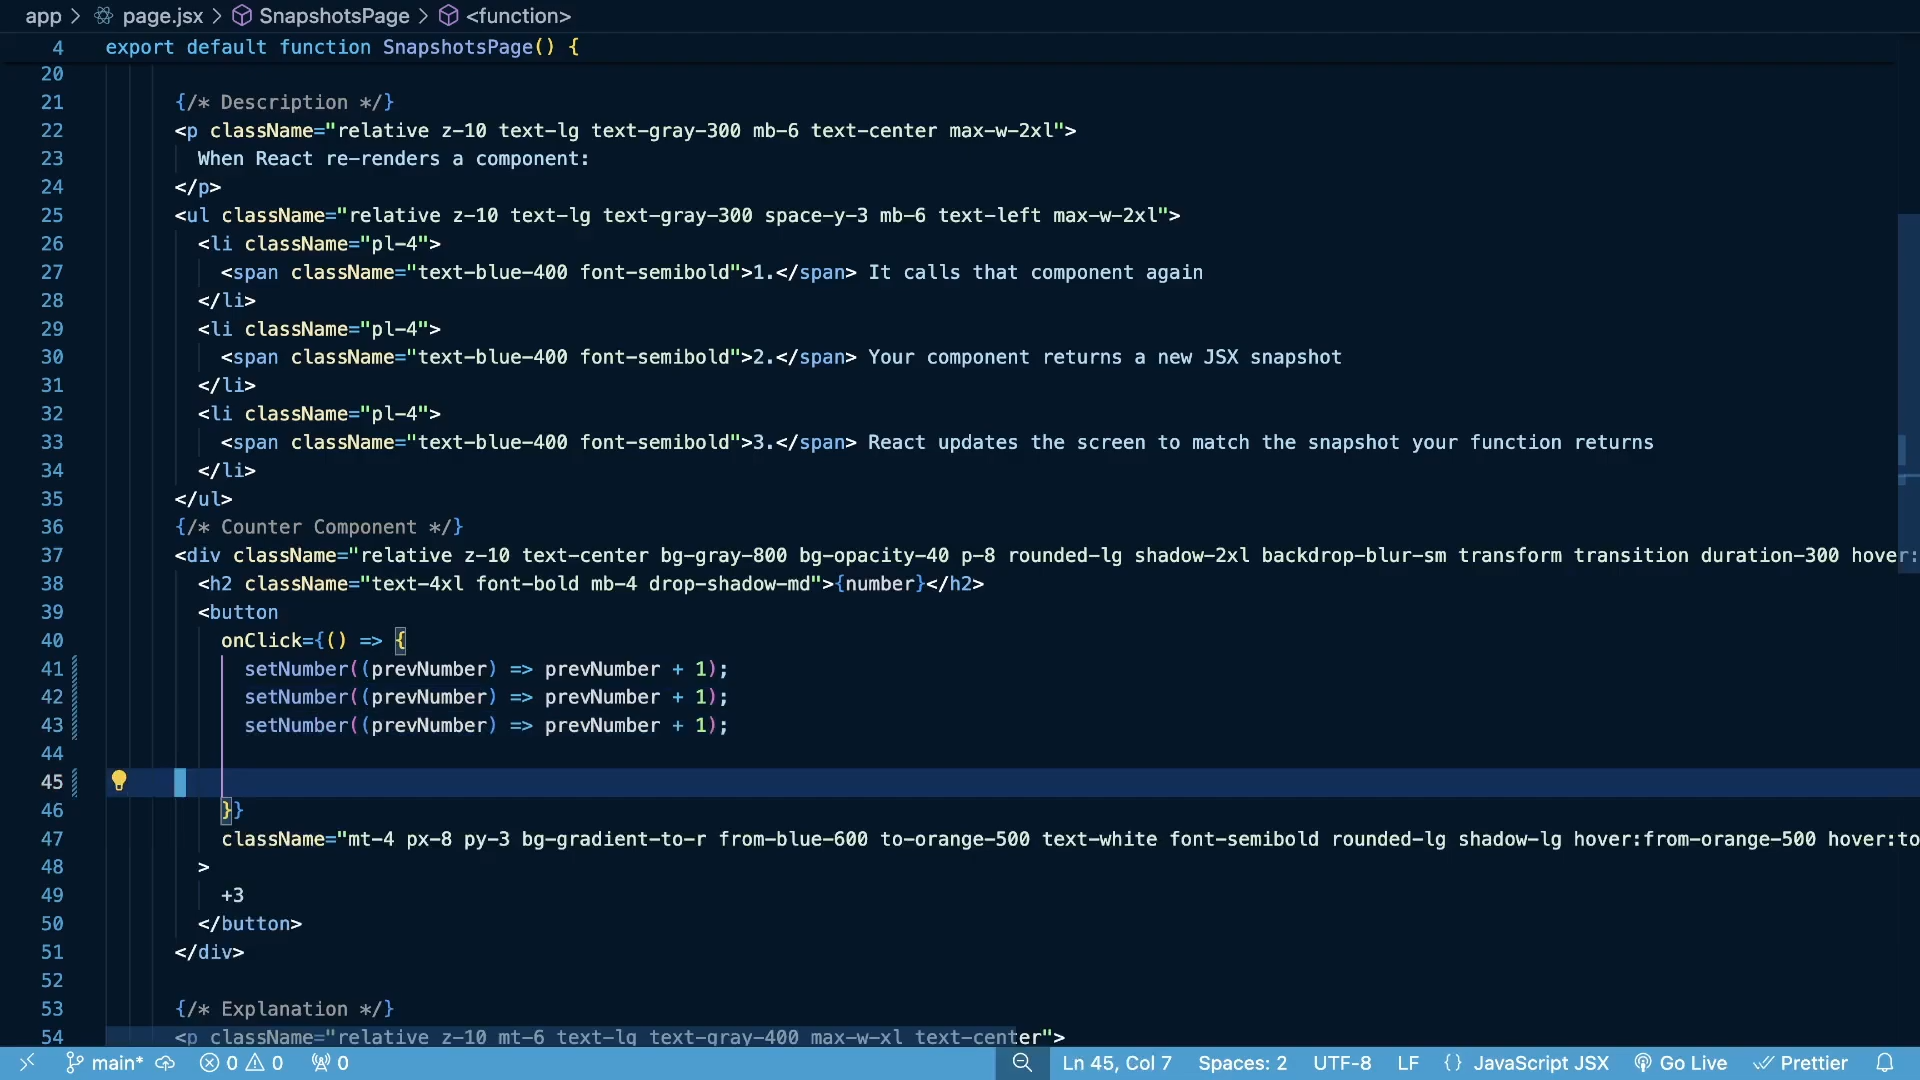 app > page.jsx > SnapshotsPage > <function>
4 export default function SnapshotsPage() {
20
21 {/* Description */}
22 <p className="relative z-10 text-lg text-gray-300 mb-6 text-center max-w-2xl">
23 When React re-renders a component:
24 </p>
25 <ul className="relative z-10 text-lg text-gray-300 space-y-3 mb-6 text-left max-w-2xl">
26 <li className="pl-4">
27 <span className="text-blue-400 font-semibold">1.</span> It calls that component again
28 </li>
29 <li className="pl-4">
30 <span className="text-blue-400 font-semibold">2.</span> Your component returns a new JSX snapshot
31 </li>
32 <li className="pl-4">
33 <span className="text-blue-400 font-semibold">3.</span> React updates the screen to match the snapshot your function returns
34 </li>
35 </ul>
36 {/* Counter Component */}
37 <div className="relative z-10 text-center bg-gray-800 bg-opacity-40 p-8 rounded-lg shadow-2xl backdrop-blur-sm transform transition duration-300 hover:
38 <h2 className="text-4xl font-bold mb-4 drop-shadow-md">{number}</h2>
39 <button
40 onClick={() => {
41 setNumber((prevNumber) => prevNumber + 1);
42 setNumber((prevNumber) => prevNumber + 1);
43 setNumber((prevNumber) => prevNumber + 1);
44
45
46 }}
47 className="mt-4 px-8 py-3 bg-gradient-to-r from-blue-600 to-orange-500 text-white font-semibold rounded-lg shadow-lg hover:from-orange-500 hover:to
48 >
49 +3
50 </button>
51 </div>
52
53 {/* Explanation */}
54 <p className="relative z-10 mt-6 text-lg text-gray-400 max-w-xl text-center">
main* 0 0 0 Ln 45, Col 7 Spaces: 2 UTF-8 LF {} JavaScript JSX Go Live Prettier